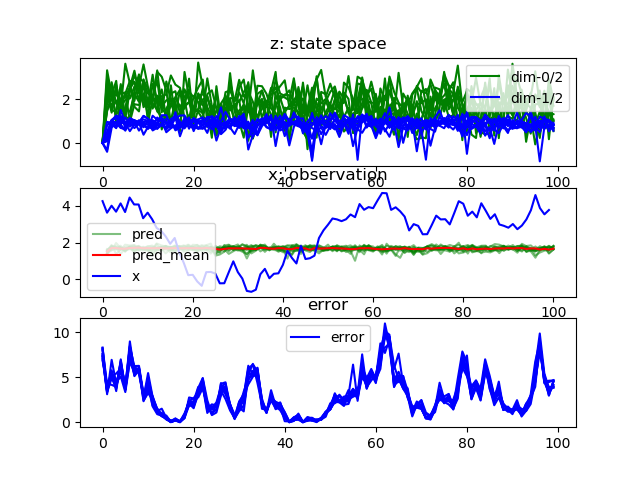 z: state space
dim-0/2
dim-1/2
2
0
0 20 40 60 80 100
x: observation
4
2
0
pred
pred_mean
x
0 20 40 60 80 100
error
error
10
5
0
0 20 40 60 80 100